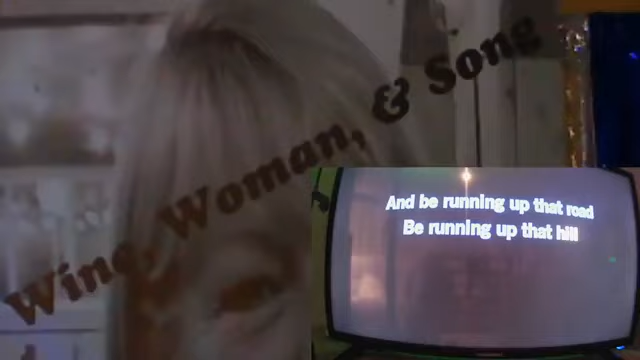 Wine, Woman, & Song
And be running up that road
Be running up that hill